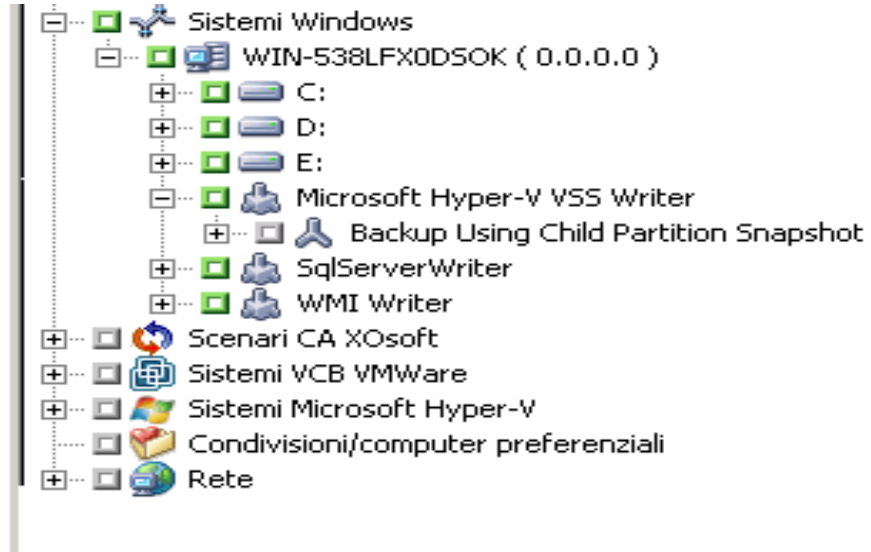 Sistemi Windows
WIN-538LFX0DSOK ( 0.0.0.0 )
C:
D:
E:
Microsoft Hyper-V VSS Writer
Backup Using Child Partition Snapshot
SqlServerWriter
WMI Writer
Scenari CA XOsoft
Sistemi VCB VMWare
Sistemi Microsoft Hyper-V
Condivisioni/computer preferenziali
Rete